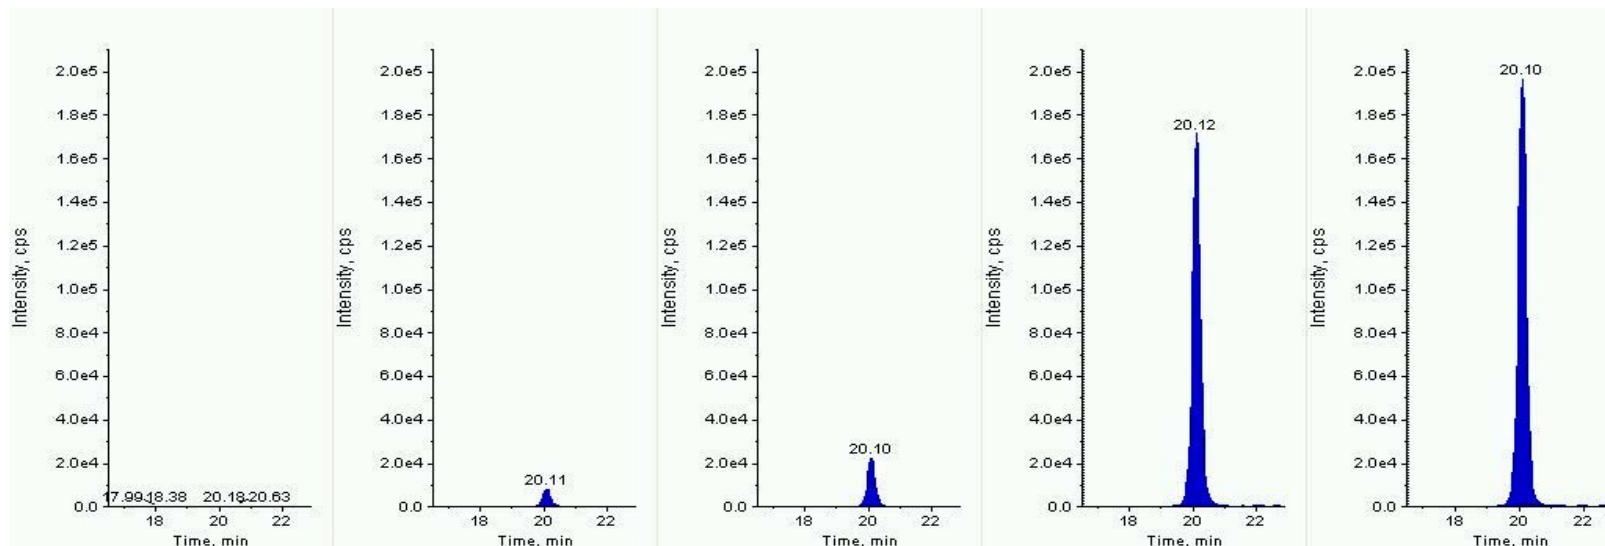 Intensity, cps
2.0e5
1.8e5
1.6e5
1.4e5
1.2e5
1.0e5
8.0e4
6.0e4
4.0e4
2.0e4
0.0
17.99 18.38 20.18 20.63
18 20 22
Time, min
Intensity, cps
2.0e5
1.8e5
1.6e5
1.4e5
1.2e5
1.0e5
8.0e4
6.0e4
4.0e4
2.0e4
0.0
20.11
18 20 22
Time, min
Intensity, cps
2.0e5
1.8e5
1.6e5
1.4e5
1.2e5
1.0e5
8.0e4
6.0e4
4.0e4
2.0e4
0.0
20.10
18 20 22
Time, min
Intensity, cps
2.0e5
1.8e5
1.6e5
1.4e5
1.2e5
1.0e5
8.0e4
6.0e4
4.0e4
2.0e4
0.0
20.12
18 20 22
Time, min
Intensity, cps
2.0e5
1.8e5
1.6e5
1.4e5
1.2e5
1.0e5
8.0e4
6.0e4
4.0e4
2.0e4
0.0
20.10
18 20 22
Time, min